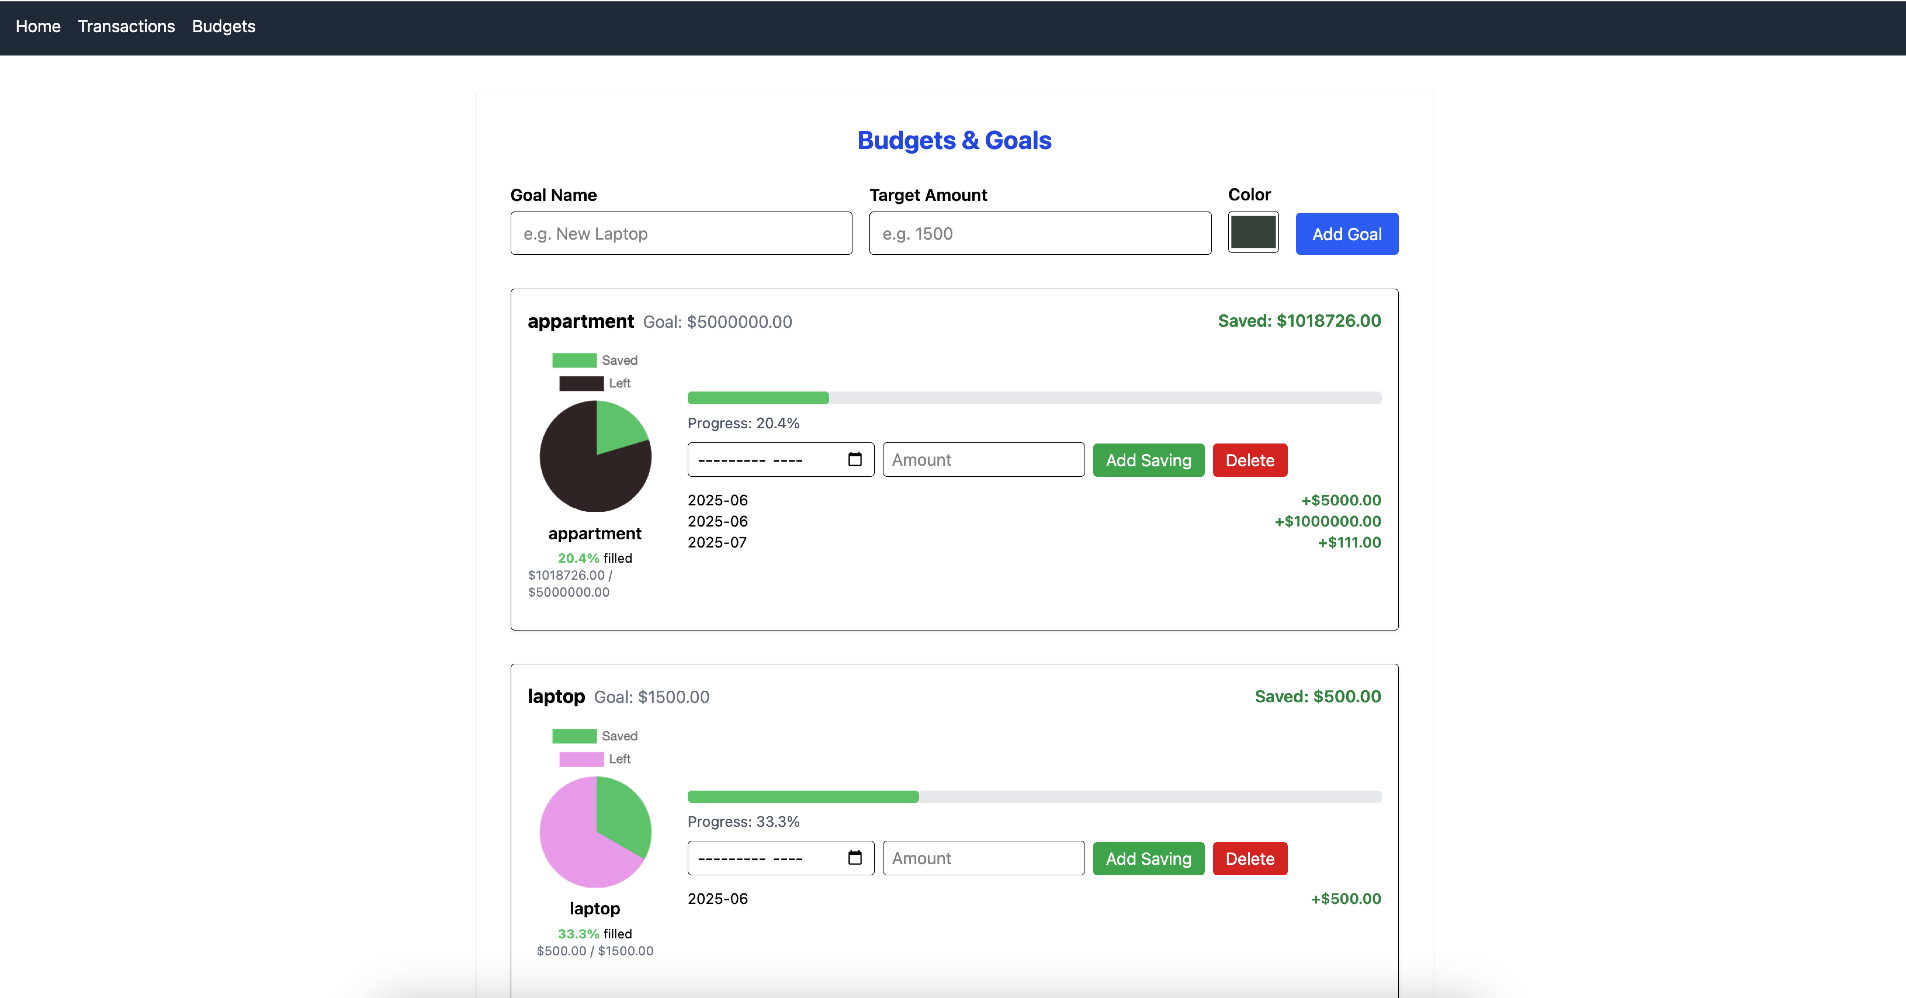 Home Transactions Budgets
Budgets & Goals
Goal Name Target Amount Color
e.g. New Laptop e.g. 1500 Add Goal
appartment Goal: $5000000.00 Saved: $1018726.00
Saved
Left
Progress: 20.4%
--------- ---- Amount Add Saving Delete
2025-06 +$5000.00
2025-06 +$1000000.00
2025-07 +$111.00
appartment
20.4% filled
$1018726.00 /
$5000000.00
laptop Goal: $1500.00 Saved: $500.00
Saved
Left
Progress: 33.3%
--------- ---- Amount Add Saving Delete
2025-06 +$500.00
laptop
33.3% filled
$500.00 / $1500.00